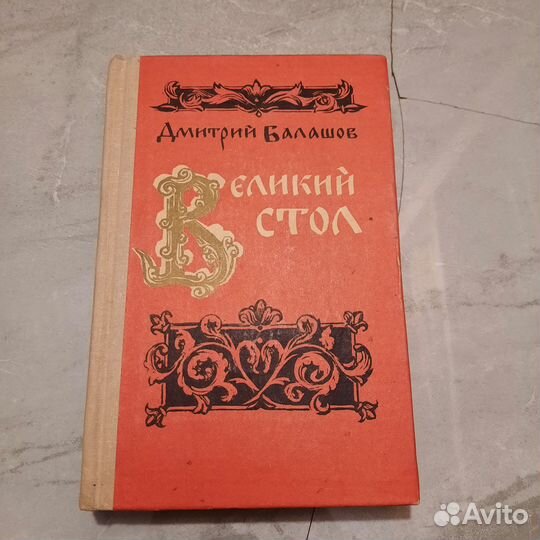 Дмитрий Балашов
Великий
стол
Avito